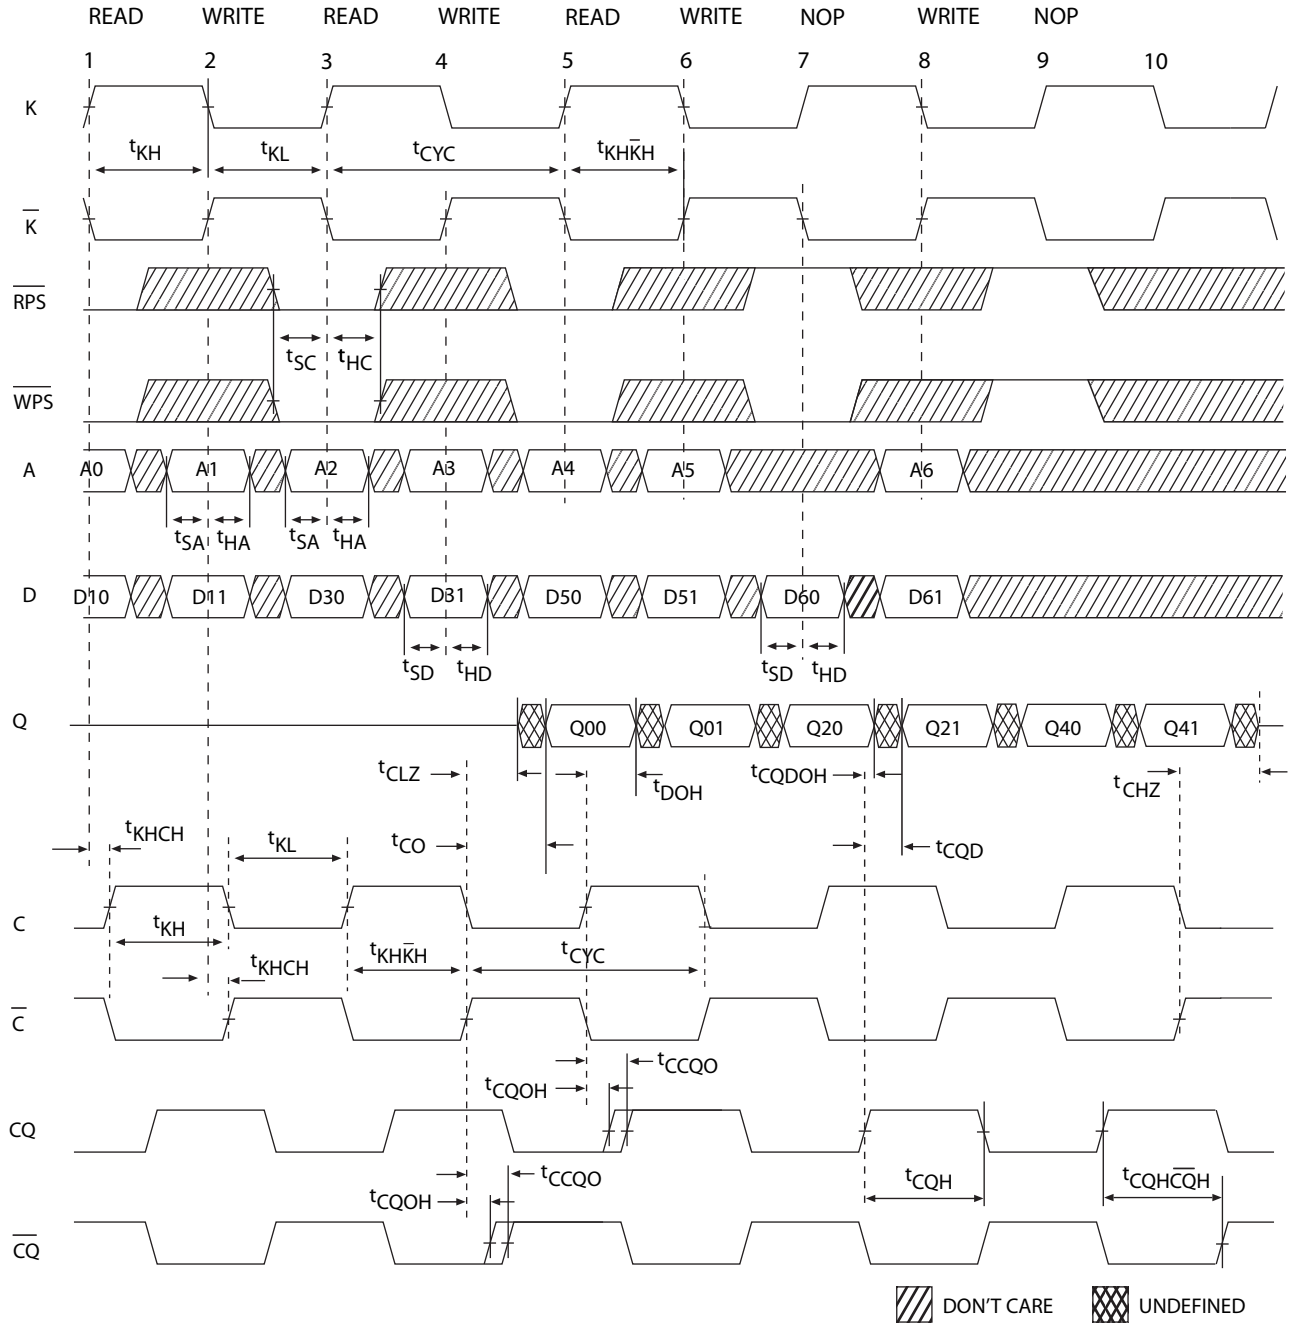 READ WRITE READ WRITE READ WRITE NOP WRITE NOP
1 2 3 4 5 6 7 8 9 10
K
tKH tKL tCYC tKHK̅H
K̅
R̅P̅S̅
tSC tHC
W̅P̅S̅
A A0 A1 A2 A3 A4 A5 A6
tSA tHA tSA tHA
D D10 D11 D30 D31 D50 D51 D60 D61
tSD tHD tSD tHD
Q Q00 Q01 Q20 Q21 Q40 Q41
tCLZ tDOH tCQDOH tCHZ
tKHCH tKL tCO tCQD
C
tKH tKHK̅H tCYC
tKHCH
C̅
tCCQO
tCQOH
CQ
tCCQO tCQH tCQHC̅Q̅H
tCQOH
C̅Q̅
DON'T CARE UNDEFINED